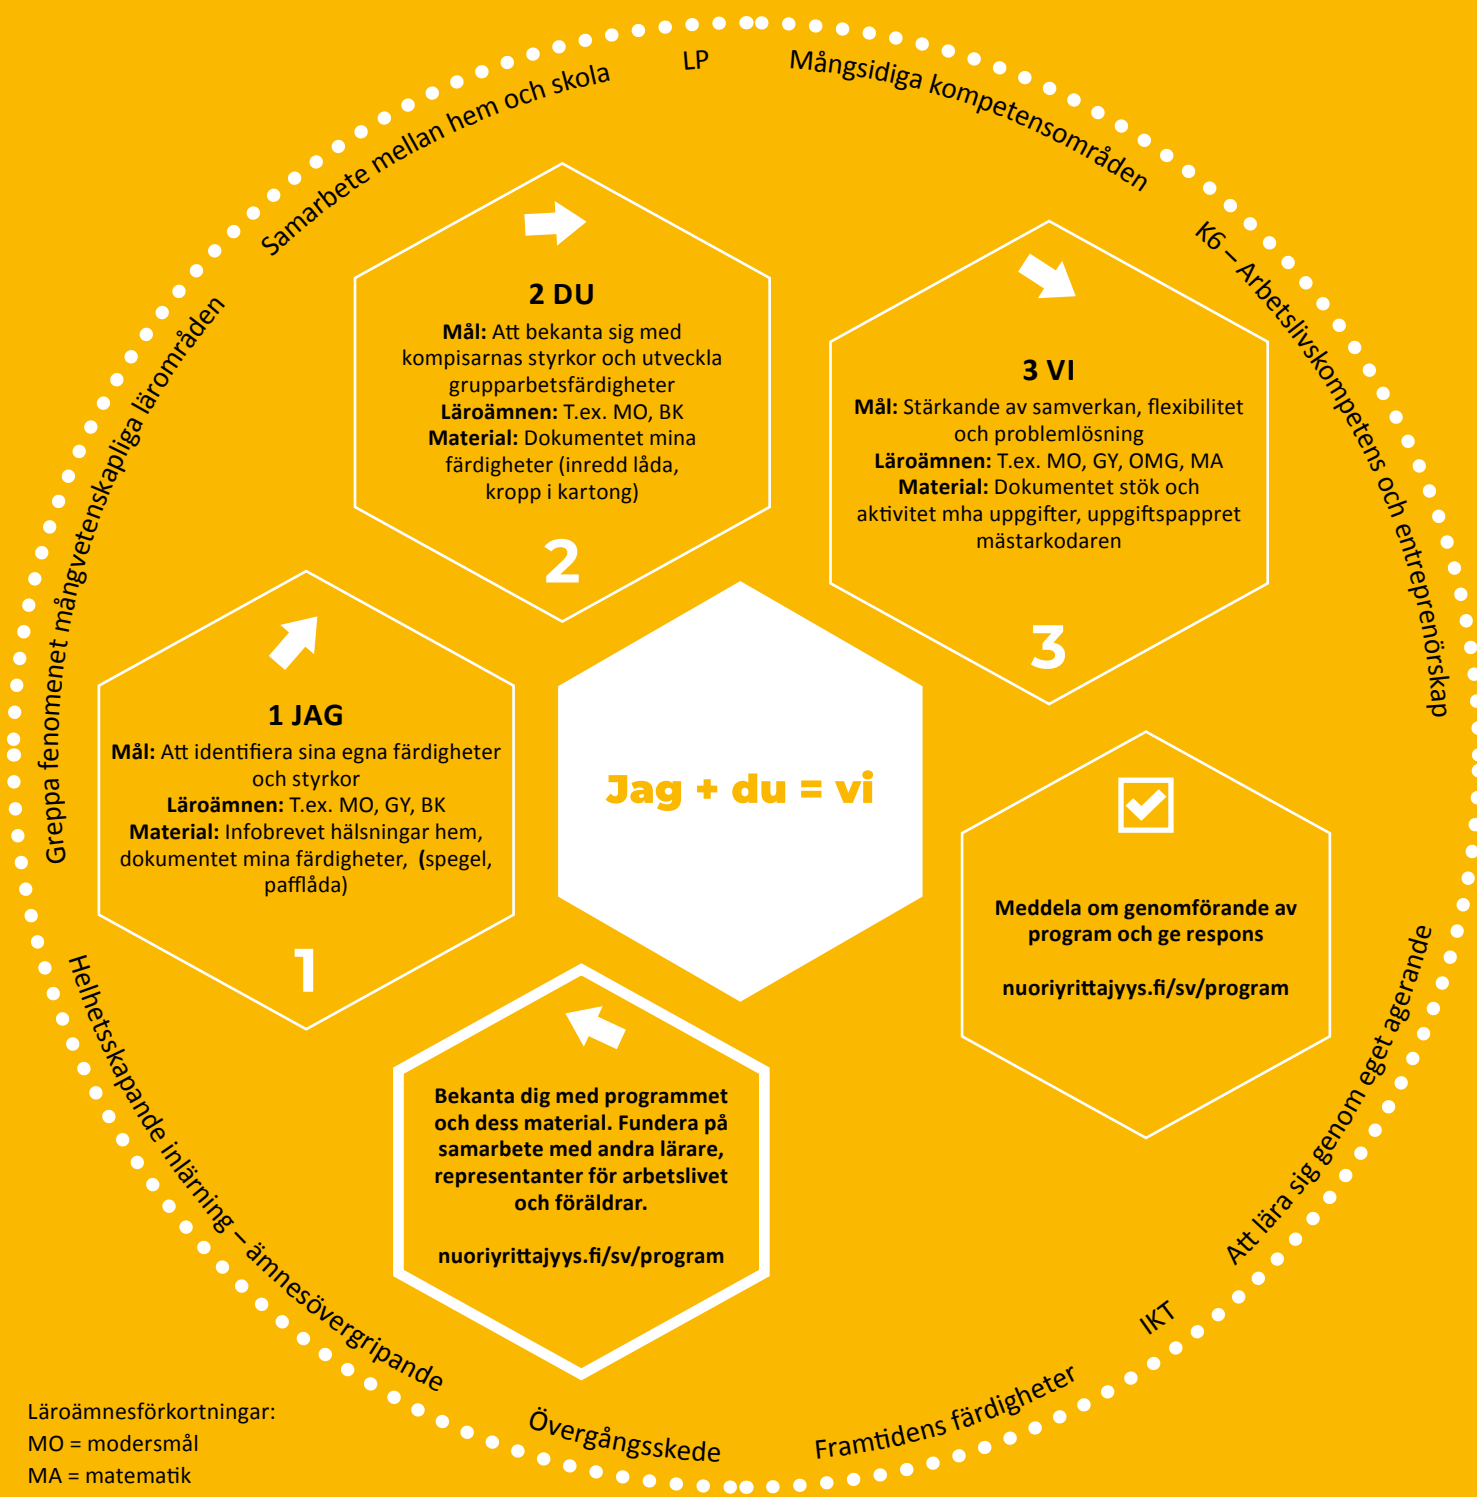 LP
Mångsidiga kompetensområden
K6 – Arbetslivskompetens och entreprenörskap
Att lära sig genom eget agerande
IKT
Framtidens färdigheter
Övergångsskede
Helhetsskapande inlärning – ämnesövergripande
Greppa fenomenet mångvetenskapliga lärområden
Samarbete mellan hem och skola
2 DU
Mål: Att bekanta sig med
kompisarnas styrkor och utveckla
grupparbetsfärdigheter
Läroämnen: T.ex. MO, BK
Material: Dokumentet mina
färdigheter (inredd låda,
kropp i kartong)
2
3 VI
Mål: Stärkande av samverkan, flexibilitet
och problemlösning
Läroämnen: T.ex. MO, GY, OMG, MA
Material: Dokumentet stök och
aktivitet mha uppgifter, uppgiftspappret
mästarkodaren
3
1 JAG
Mål: Att identifiera sina egna färdigheter
och styrkor
Läroämnen: T.ex. MO, GY, BK
Material: Infobrevet hälsningar hem,
dokumentet mina färdigheter, (spegel,
pafflåda)
1
Jag + du = vi
Meddela om genomförande av
program och ge respons
nuoriyrittajyys.fi/sv/program
Bekanta dig med programmet
och dess material. Fundera på
samarbete med andra lärare,
representanter för arbetslivet
och föräldrar.
nuoriyrittajyys.fi/sv/program
Läroämnesförkortningar:
MO = modersmål
MA = matematik